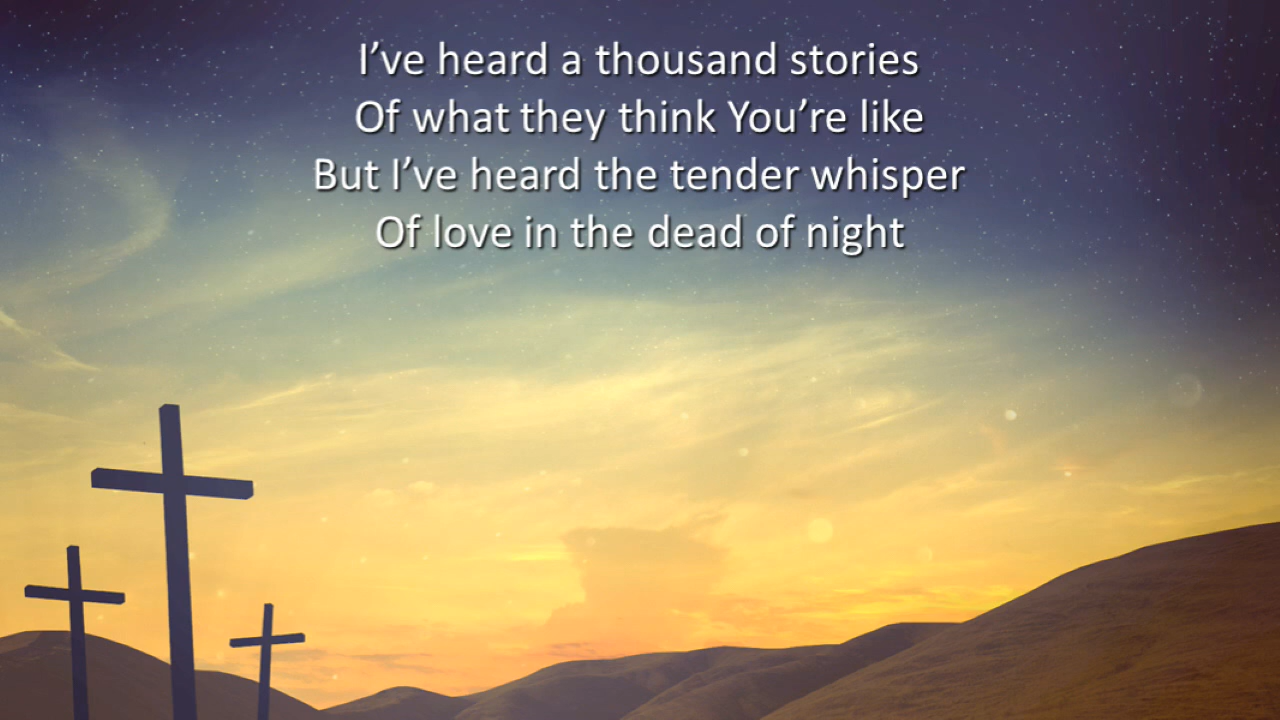 I’ve heard a thousand stories
Of what they think You’re like
But I’ve heard the tender whisper
Of love in the dead of night